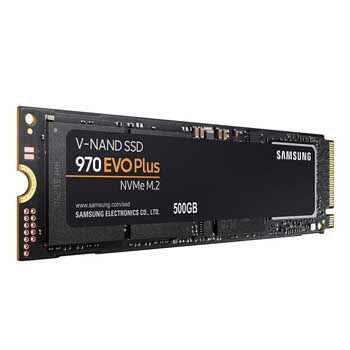 V-NAND SSD
970 EVO Plus
NVMe M.2
SAMSUNG
www.samsung.com/ssd
SAMSUNG ELECTRONICS CO., LTD.
500GB